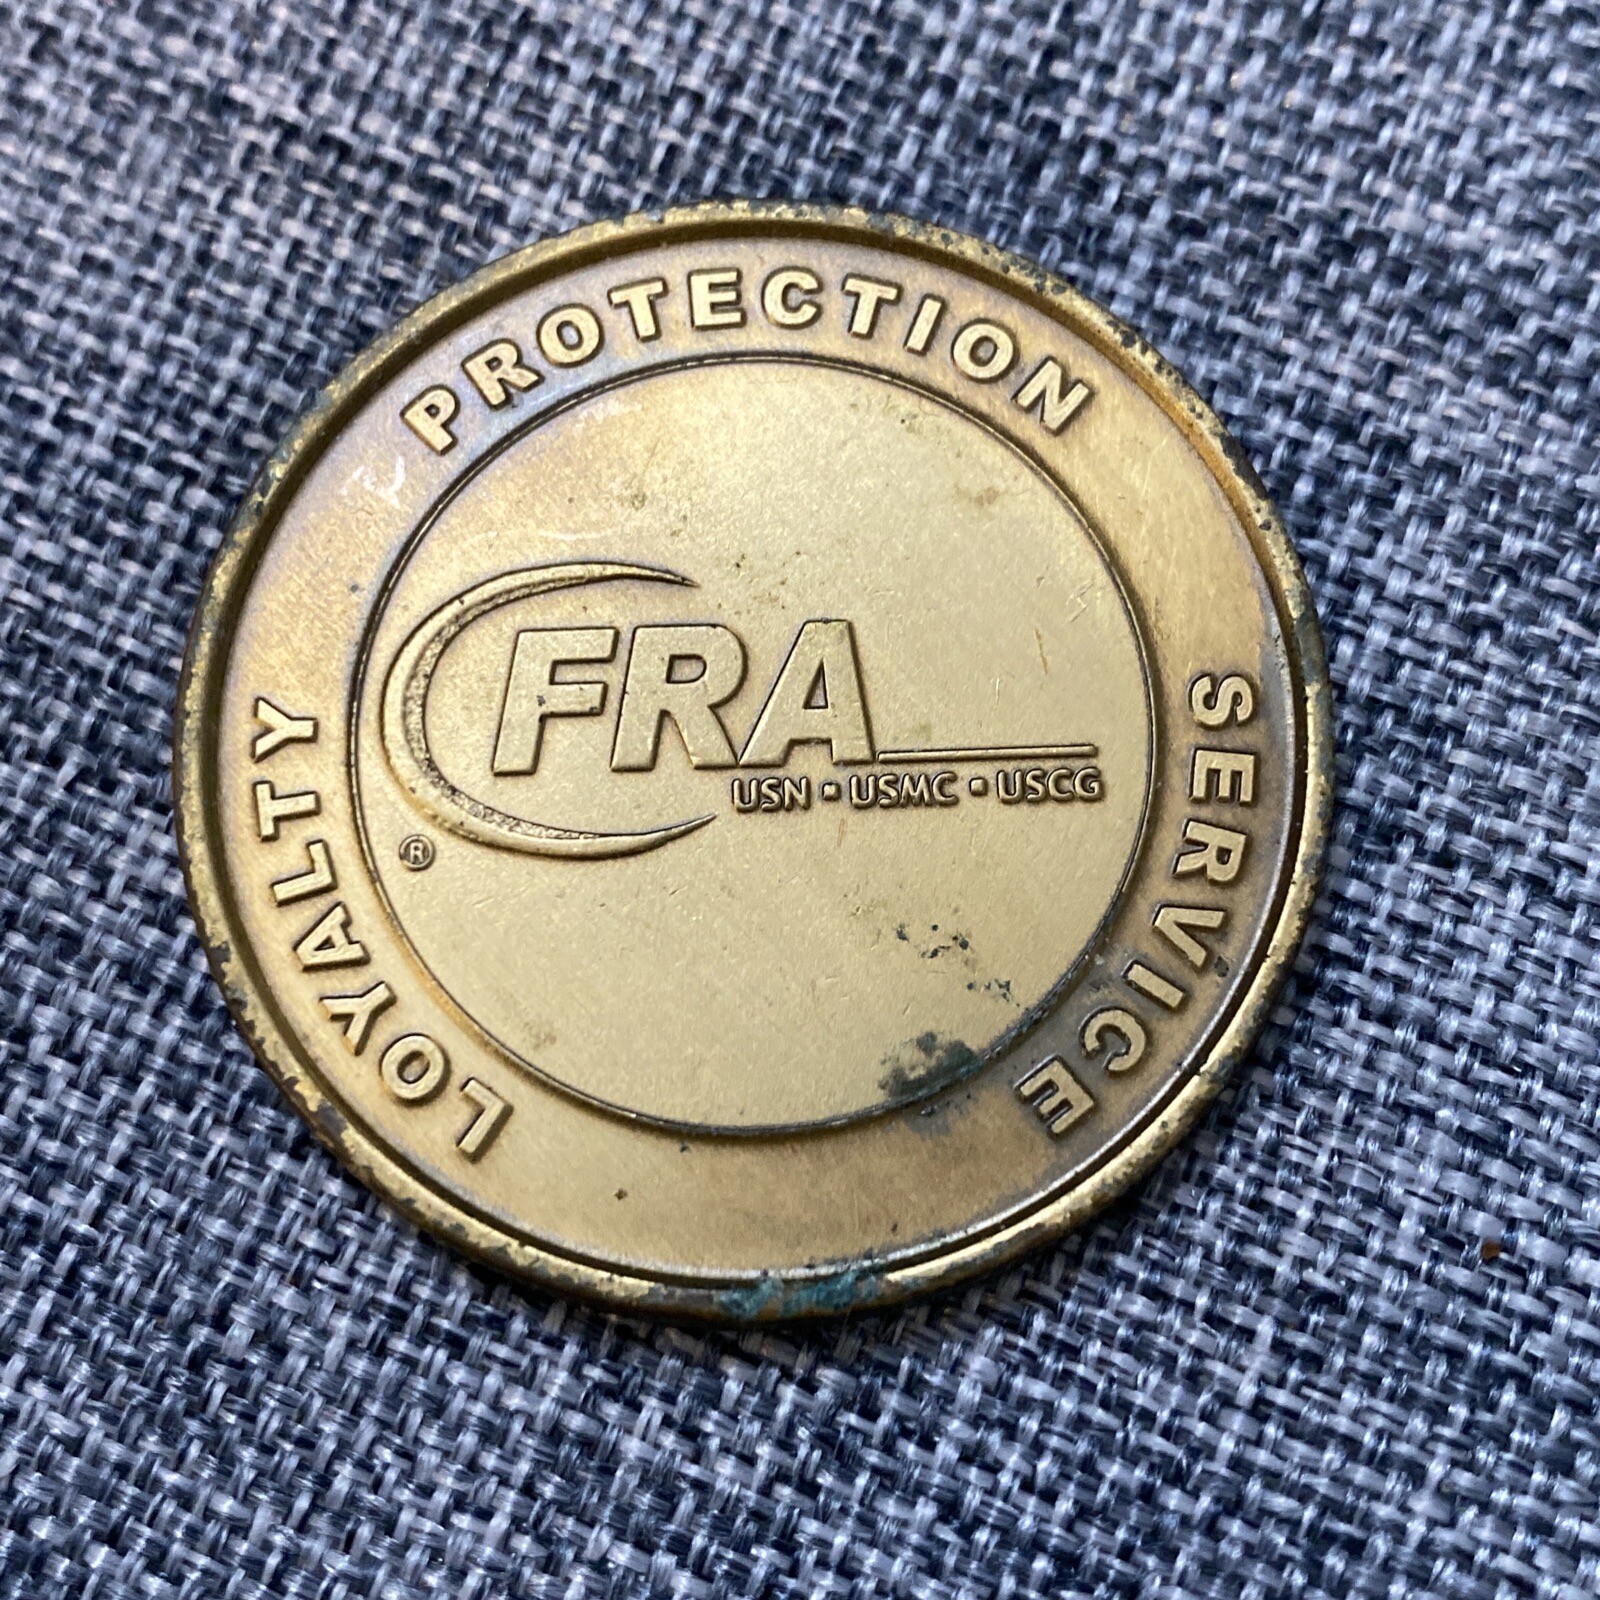 LOYALTY PROTECTION SERVICE
FRA
USN • USMC • USCG
®